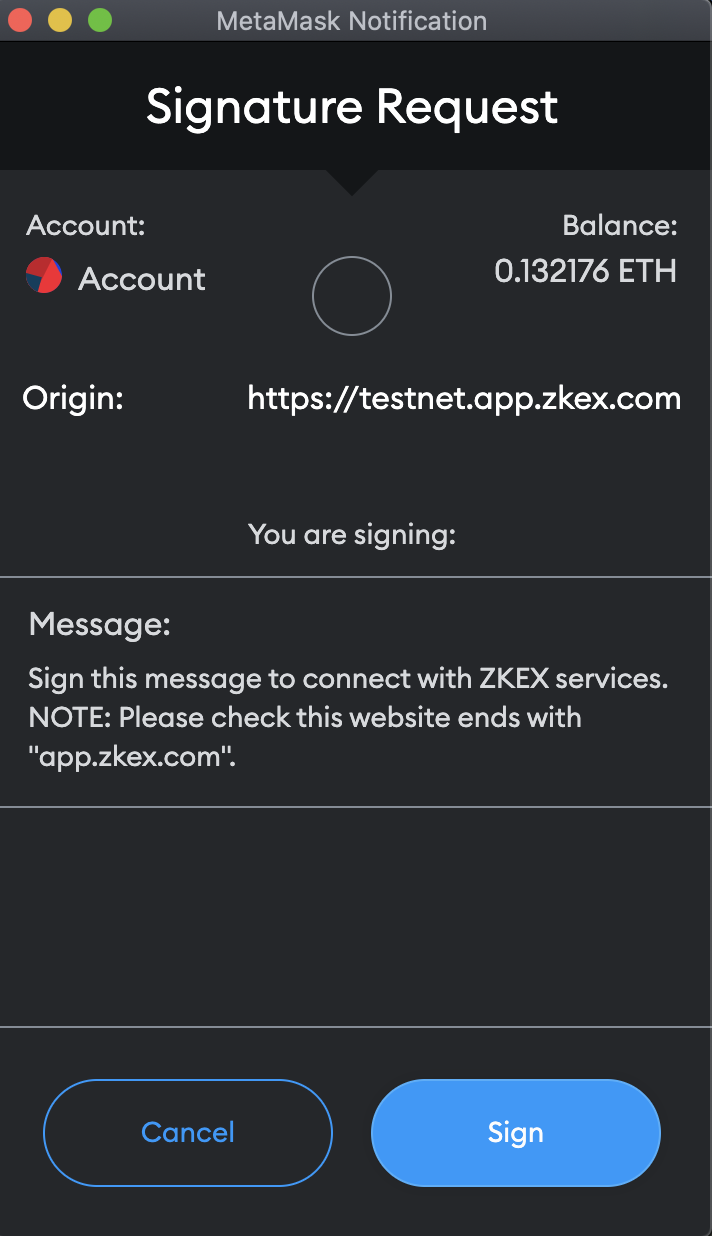 MetaMask Notification
Signature Request
Account:
Balance:
Account
0.132176 ETH
Origin:
https://testnet.app.zkex.com
You are signing:
Message:
Sign this message to connect with ZKEX services.
NOTE: Please check this website ends with
"app.zkex.com".
Cancel
Sign